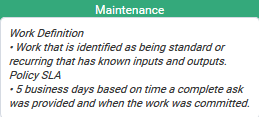 Maintenance
Work Definition
• Work that is identified as being standard or
recurring that has known inputs and outputs.
Policy SLA
• 5 business days based on time a complete ask
was provided and when the work was committed.